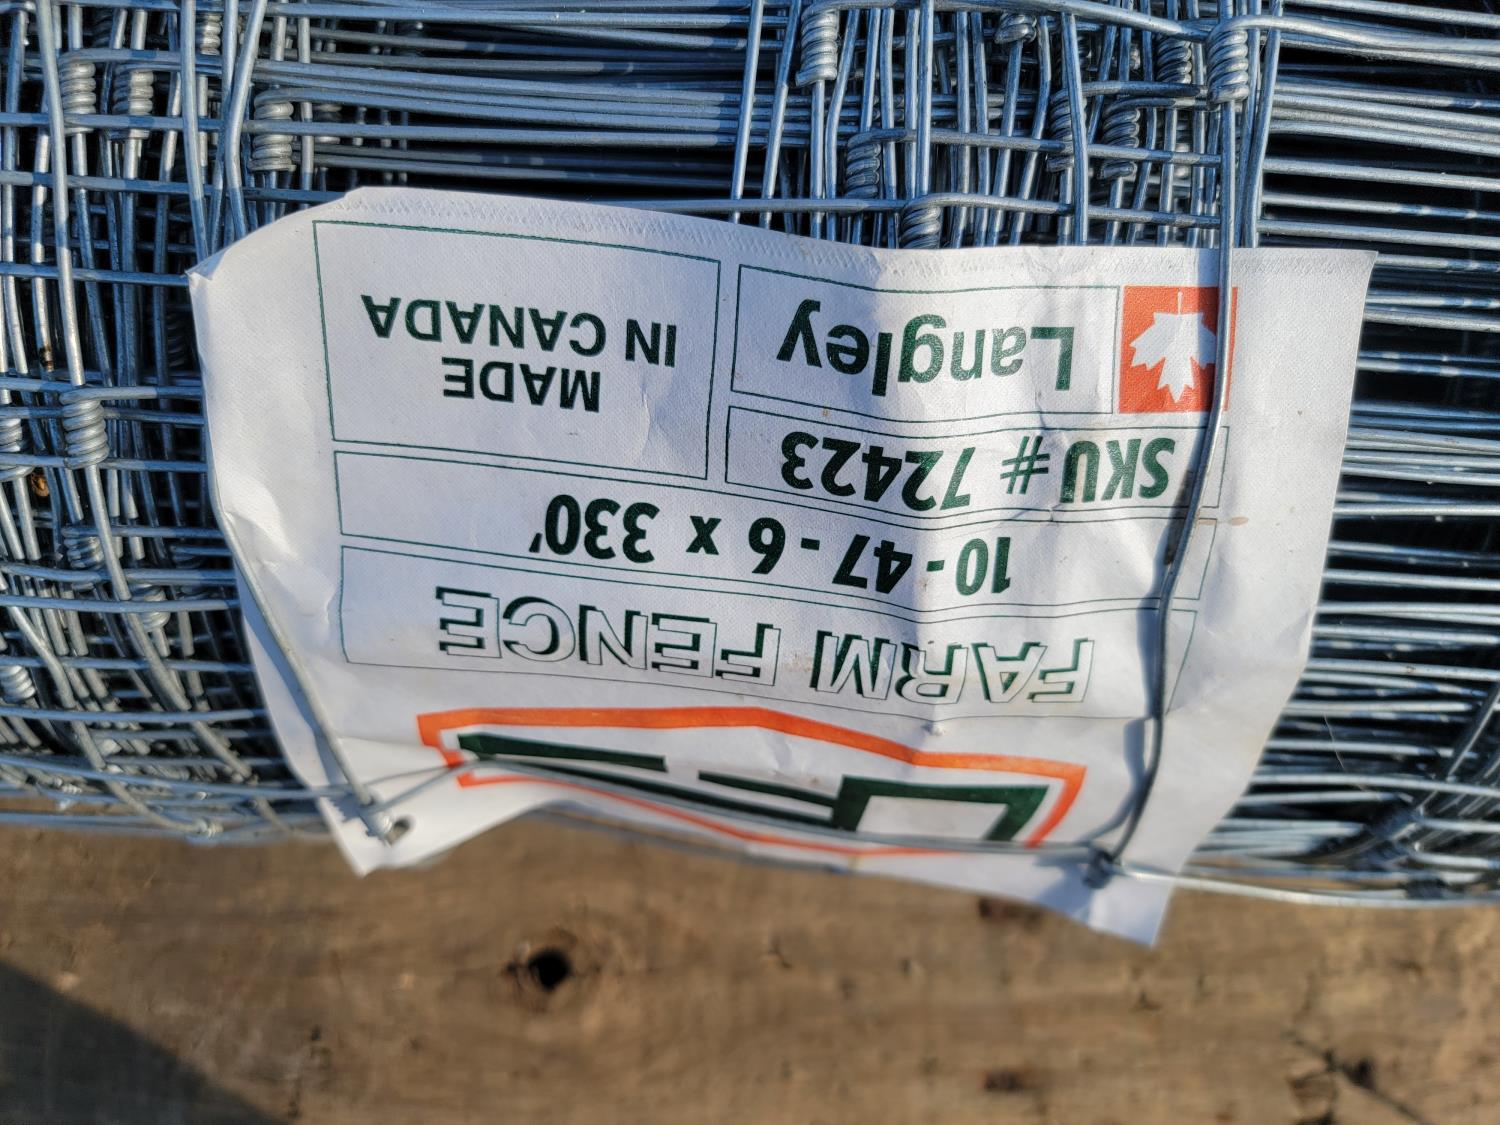 FARM FENCE
10 - 47 - 6 x 330'
SKU # 72423
Langley
MADE
IN CANADA